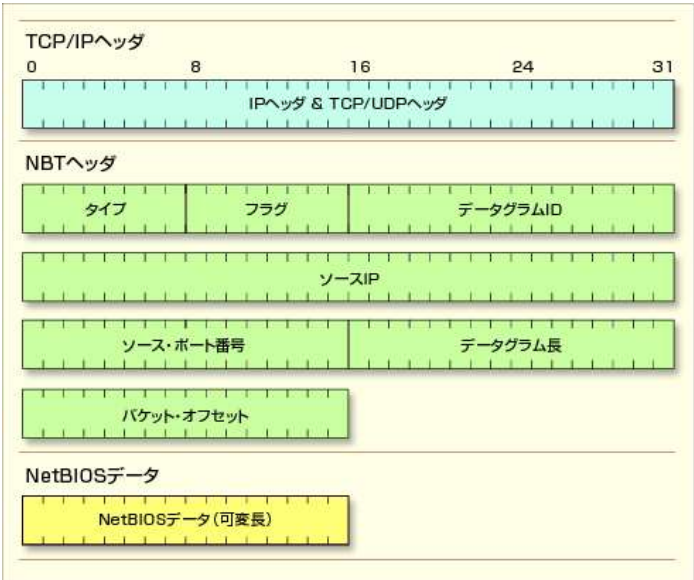 TCP/IPヘッダ
0 8 16 24 31
IPヘッダ & TCP/UDPヘッダ
NBTヘッダ
タイプ フラグ データグラムID
ソースIP
ソース・ポート番号 データグラム長
パケット・オフセット
NetBIOSデータ
NetBIOSデータ(可変長)